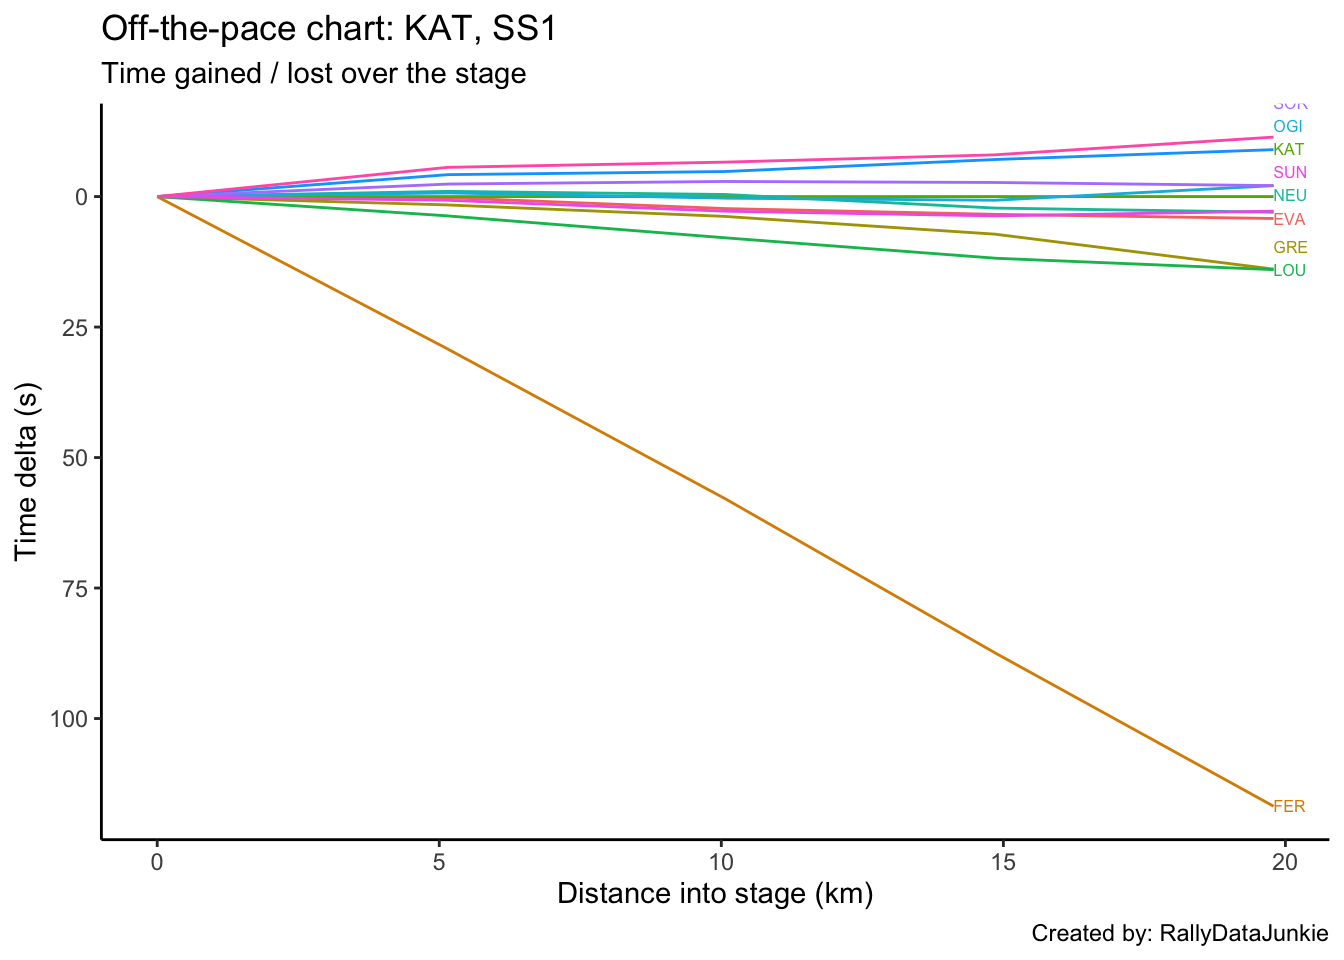 Off-the-pace chart: KAT, SS1
Time gained / lost over the stage
OGI
KAT
SUN
NEU
EVA
GRE
LOU
FER
0
25
50
75
100
Time delta (s)
0 5 10 15 20
Distance into stage (km)
Created by: RallyDataJunkie